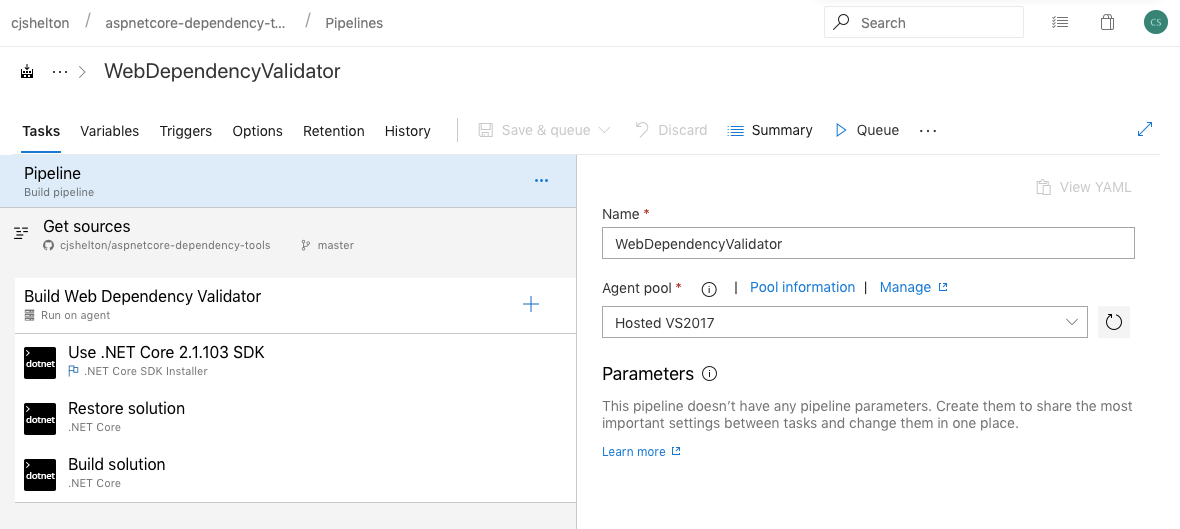 cjshelton / aspnetcore-dependency-t... / Pipelines
Search
CS
... > WebDependencyValidator
Tasks Variables Triggers Options Retention History
Save & queue Discard Summary Queue ...
Pipeline
Build pipeline
...
View YAML
Get sources
cjshelton/aspnetcore-dependency-tools master
Name *
WebDependencyValidator
Build Web Dependency Validator
Run on agent
Agent pool * | Pool information | Manage
Hosted VS2017
dotnet
Use .NET Core 2.1.103 SDK
.NET Core SDK Installer
dotnet
Restore solution
.NET Core
dotnet
Build solution
.NET Core
Parameters
This pipeline doesn't have any pipeline parameters. Create them to share the most
important settings between tasks and change them in one place.
Learn more